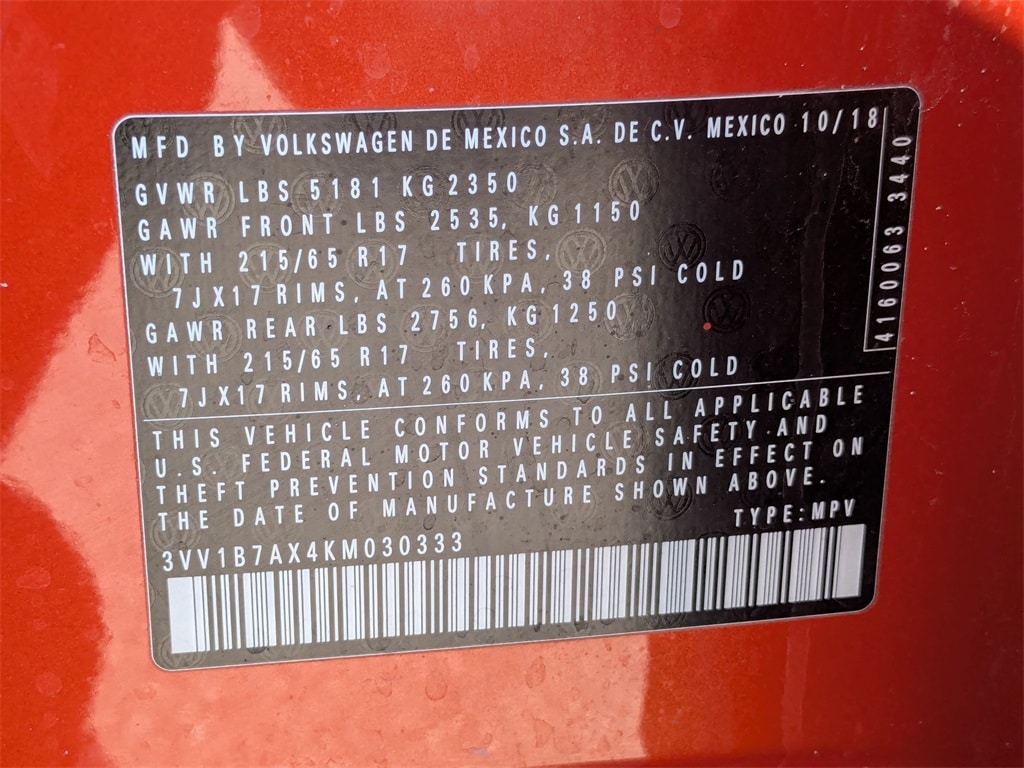 MFD BY VOLKSWAGEN DE MEXICO S.A. DE C.V. MEXICO 10/18
GVWR LBS 5181 KG 2350
GAWR FRONT LBS 2535, KG 1150
WITH 215/65 R17 TIRES,
7JX17 RIMS, AT 260 KPA, 38 PSI COLD
GAWR REAR LBS 2756, KG 1250
WITH 215/65 R17 TIRES,
7JX17 RIMS, AT 260 KPA, 38 PSI COLD
4160063 3440
THIS VEHICLE CONFORMS TO ALL APPLICABLE
U.S. FEDERAL MOTOR VEHICLE SAFETY AND
THEFT PREVENTION STANDARDS IN EFFECT ON
THE DATE OF MANUFACTURE SHOWN ABOVE.
TYPE: MPV
3VV1B7AX4KM030333